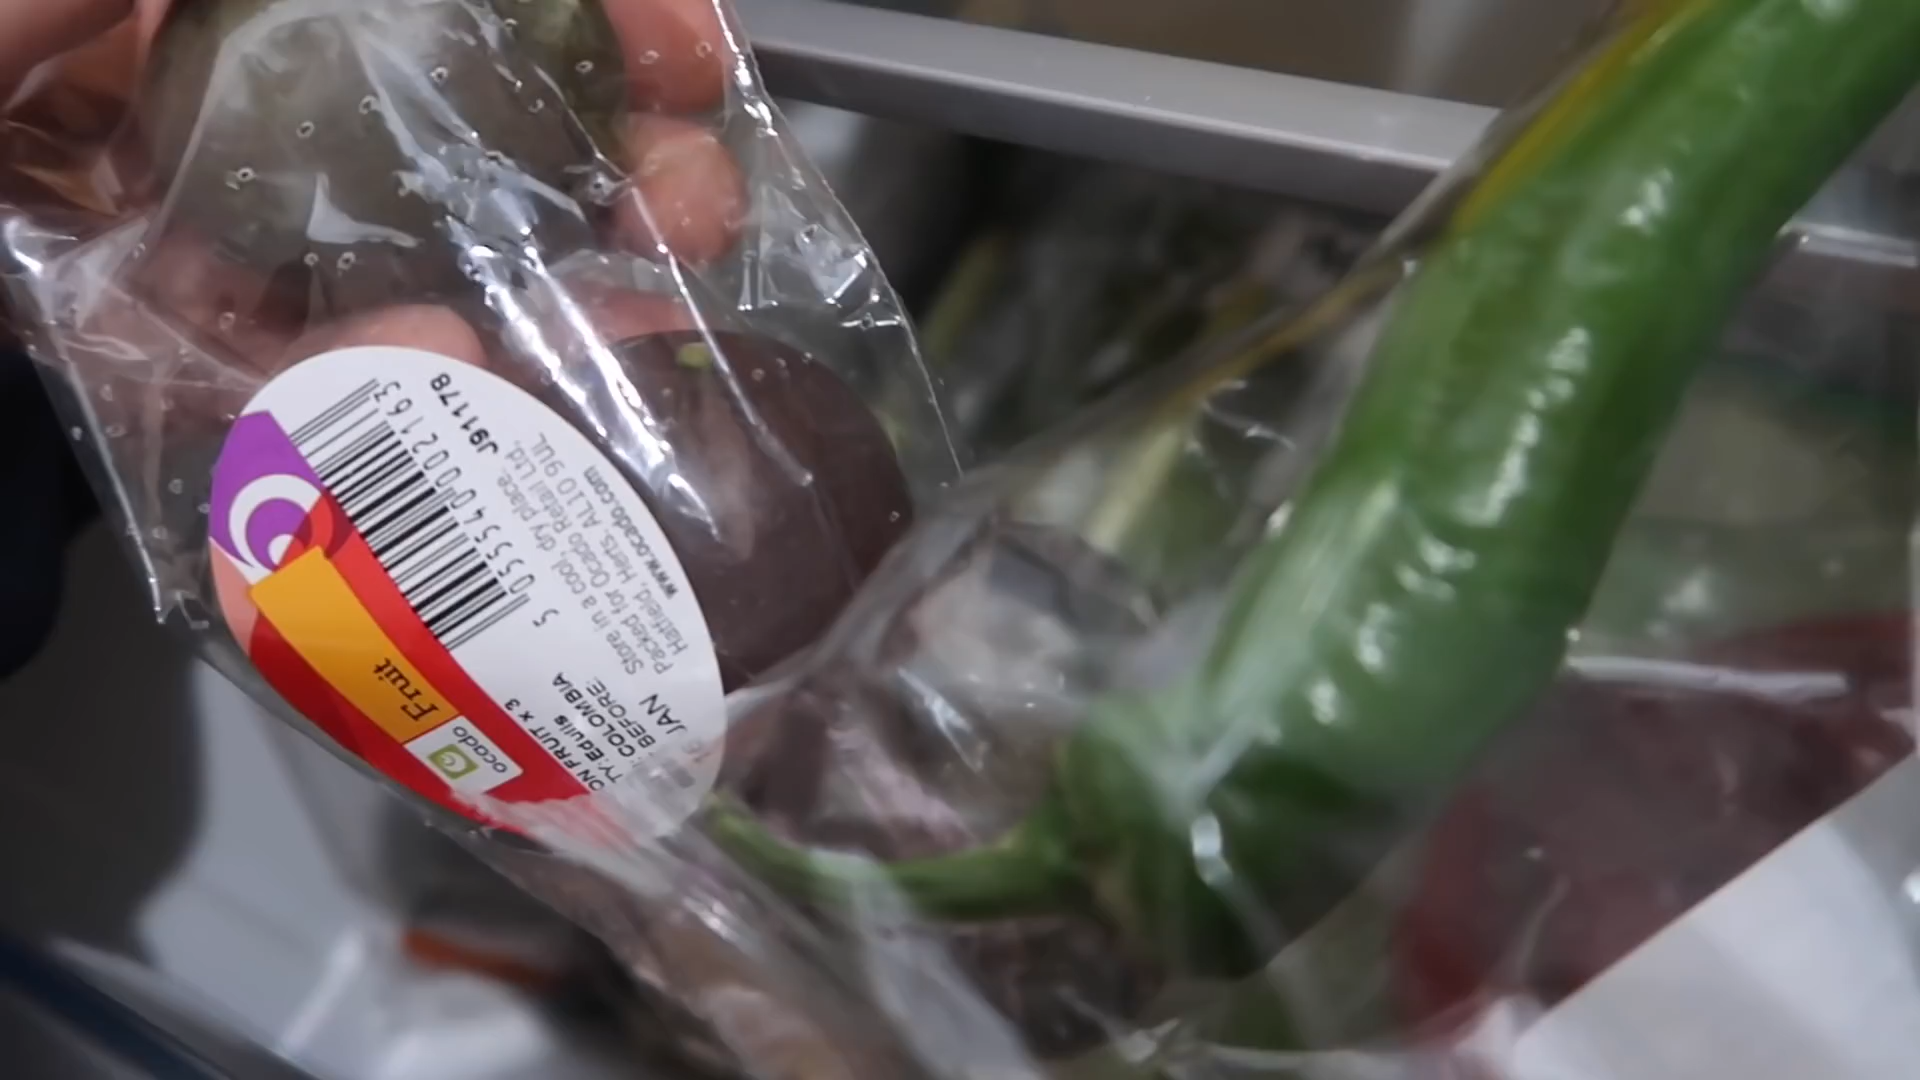 ocado
Fruit
ON FRUIT x 3
TY: Edulis
: COLOMBIA
BEFORE:
JAN
Store in a cool, dry place.
Packed for Ocado Retail Ltd,
Hatfield, Herts. AL10 9UL
www.ocado.com
5 055540 002163
J91178